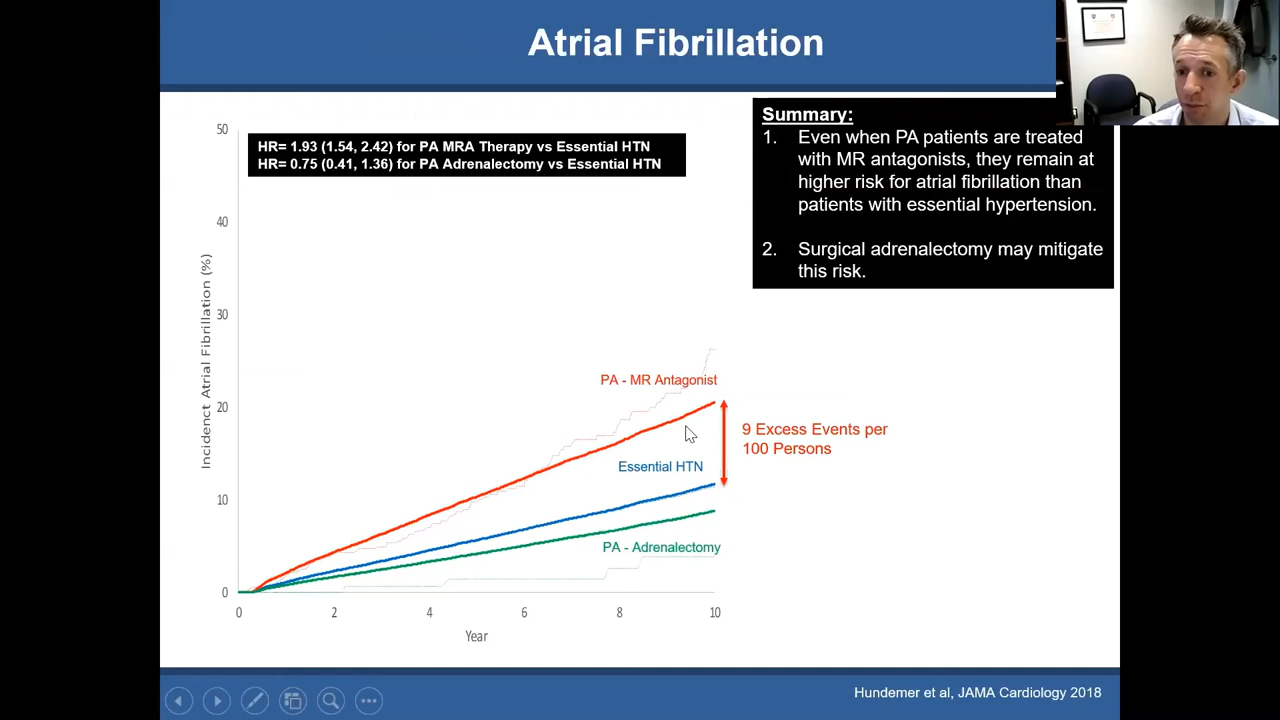 Atrial Fibrillation
HR= 1.93 (1.54, 2.42) for PA MRA Therapy vs Essential HTN
HR= 0.75 (0.41, 1.36) for PA Adrenalectomy vs Essential HTN
Summary:
1. Even when PA patients are treated
with MR antagonists, they remain at
higher risk for atrial fibrillation than
patients with essential hypertension.
2. Surgical adrenalectomy may mitigate
this risk.
Incidenct Atrial Fibrillation (%)
50
40
30
20
10
0
PA - MR Antagonist
9 Excess Events per
100 Persons
Essential HTN
PA - Adrenalectomy
0 2 4 6 8 10
Year
Hundemer et al, JAMA Cardiology 2018